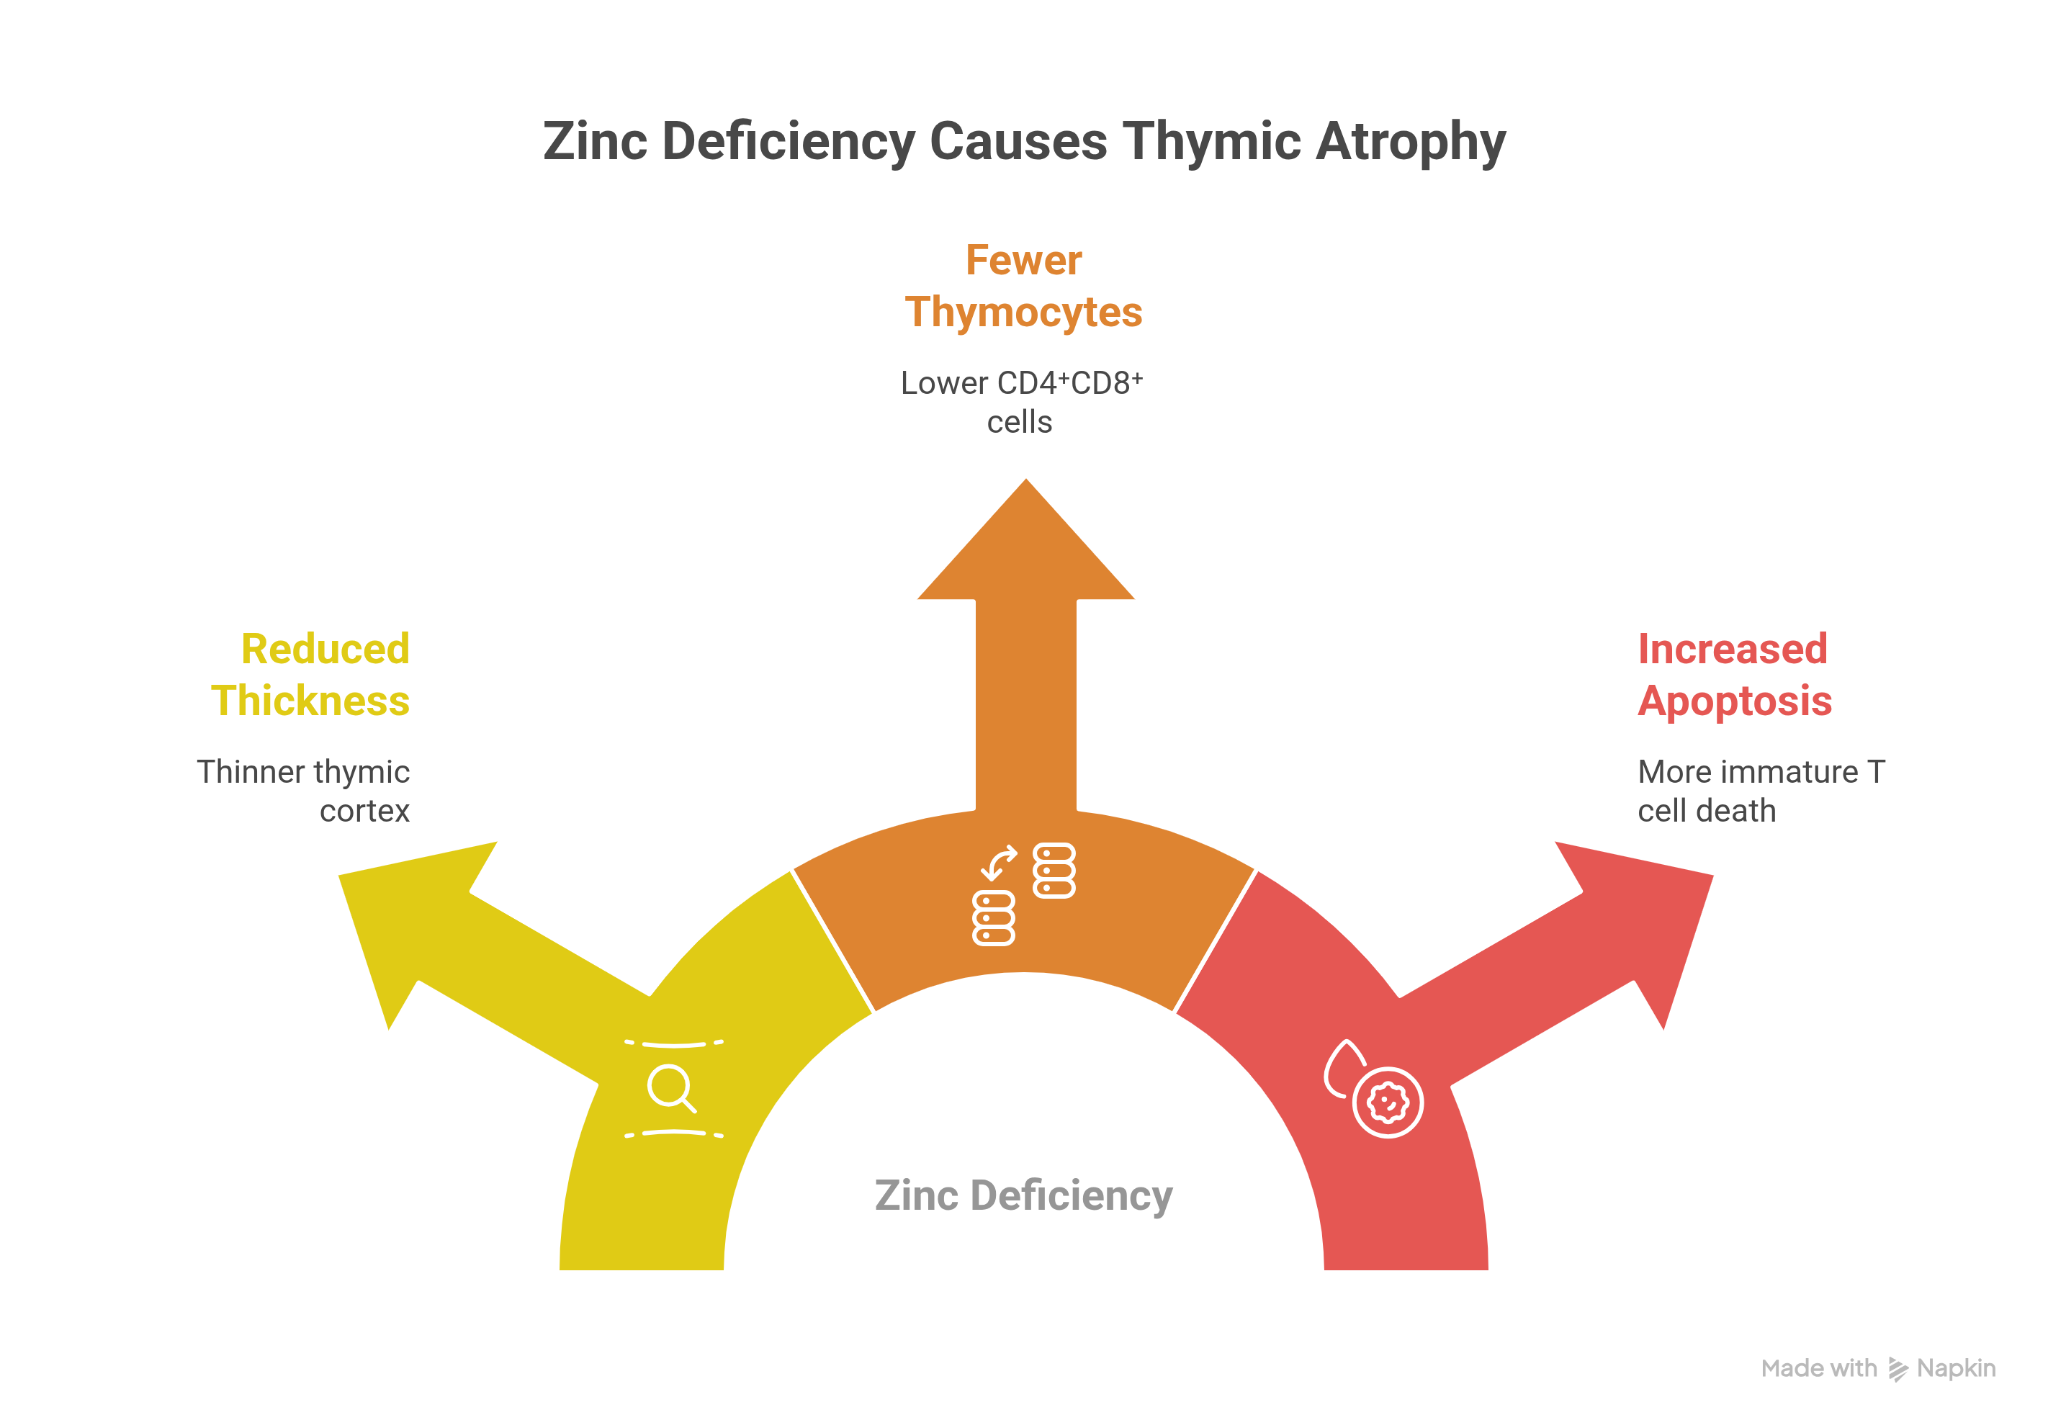 Zinc Deficiency Causes Thymic Atrophy
Fewer
Thymocytes
Lower CD4⁺CD8⁺
cells
Reduced
Thickness
Thinner thymic
cortex
Increased
Apoptosis
More immature T
cell death
Zinc Deficiency
Made with Napkin